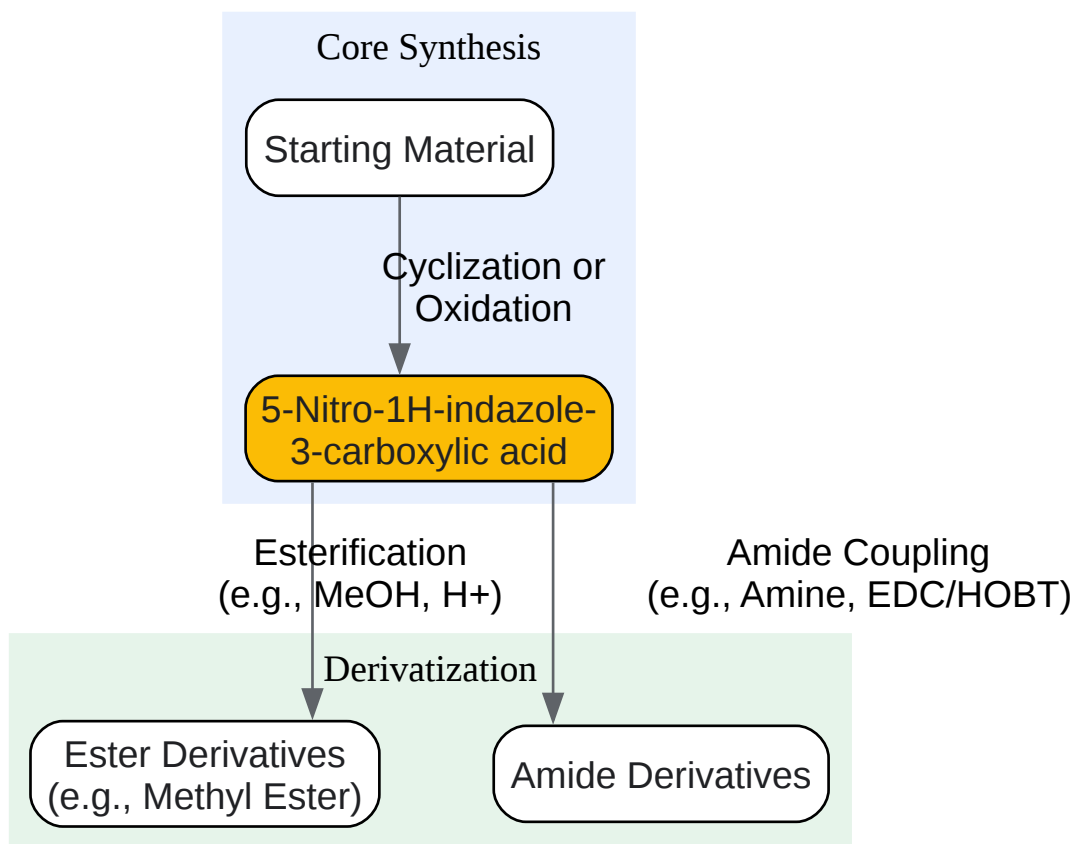 Core Synthesis
Starting Material
Cyclization or
Oxidation
5-Nitro-1H-indazole-
3-carboxylic acid
Esterification
(e.g., MeOH, H+)
Amide Coupling
(e.g., Amine, EDC/HOBT)
Derivatization
Ester Derivatives
(e.g., Methyl Ester)
Amide Derivatives